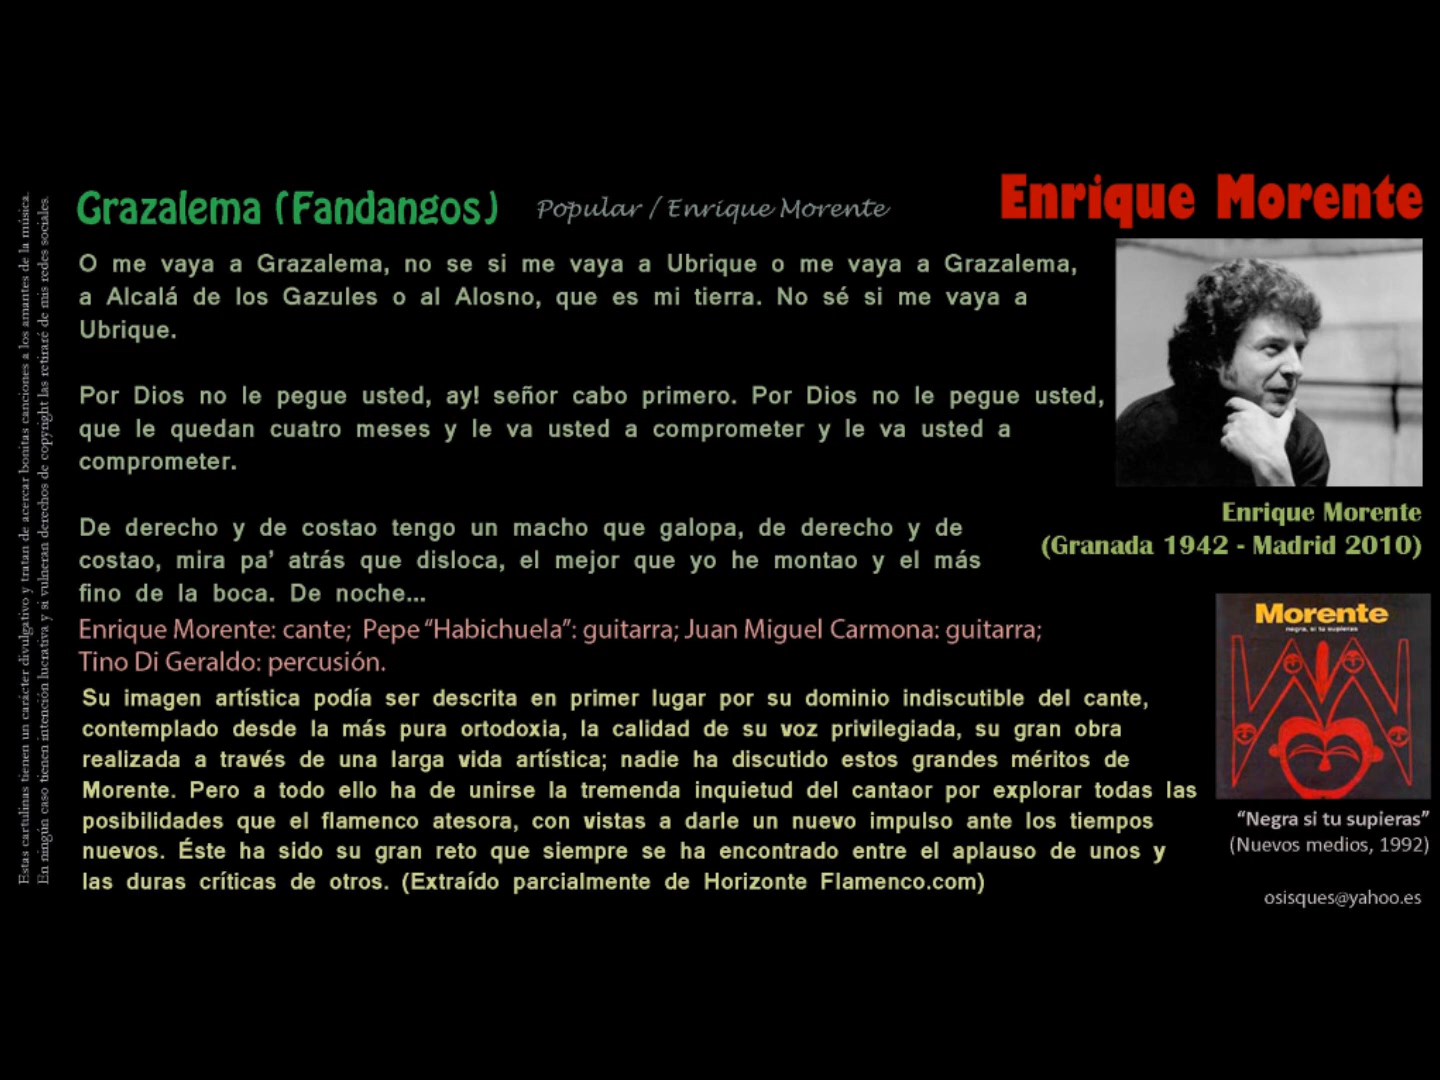 Grazalema (Fandangos)
Popular / Enrique Morente
Enrique Morente
O me vaya a Grazalema, no se si me vaya a Ubrique o me vaya a Grazalema,
a Alcalá de los Gazules o al Alosno, que es mi tierra. No sé si me vaya a
Ubrique.
Por Dios no le pegue usted, ay! señor cabo primero. Por Dios no le pegue usted,
que le quedan cuatro meses y le va usted a comprometer y le va usted a
comprometer.
De derecho y de costao tengo un macho que galopa, de derecho y de
costao, mira pa' atrás que disloca, el mejor que yo he montao y el más
fino de la boca. De noche...
Enrique Morente: cante; Pepe “Habichuela”: guitarra; Juan Miguel Carmona: guitarra;
Tino Di Geraldo: percusión.
Su imagen artística podía ser descrita en primer lugar por su dominio indiscutible del cante,
contemplado desde la más pura ortodoxia, la calidad de su voz privilegiada, su gran obra
realizada a través de una larga vida artística; nadie ha discutido estos grandes méritos de
Morente. Pero a todo ello ha de unirse la tremenda inquietud del cantaor por explorar todas las
posibilidades que el flamenco atesora, con vistas a darle un nuevo impulso ante los tiempos
nuevos. Éste ha sido su gran reto que siempre se ha encontrado entre el aplauso de unos y
las duras críticas de otros. (Extraído parcialmente de Horizonte Flamenco.com)
Enrique Morente
(Granada 1942 - Madrid 2010)
Morente
negra, si tu supieras
“Negra si tu supieras”
(Nuevos medios, 1992)
osisques@yahoo.es
Estas cartulinas tienen un carácter divulgativo y tratan de acercar bonitas canciones a los amantes de la música.
En ningún caso tienen intención lucrativa y si vulneran derechos de copyright las retiraré de mis redes sociales.